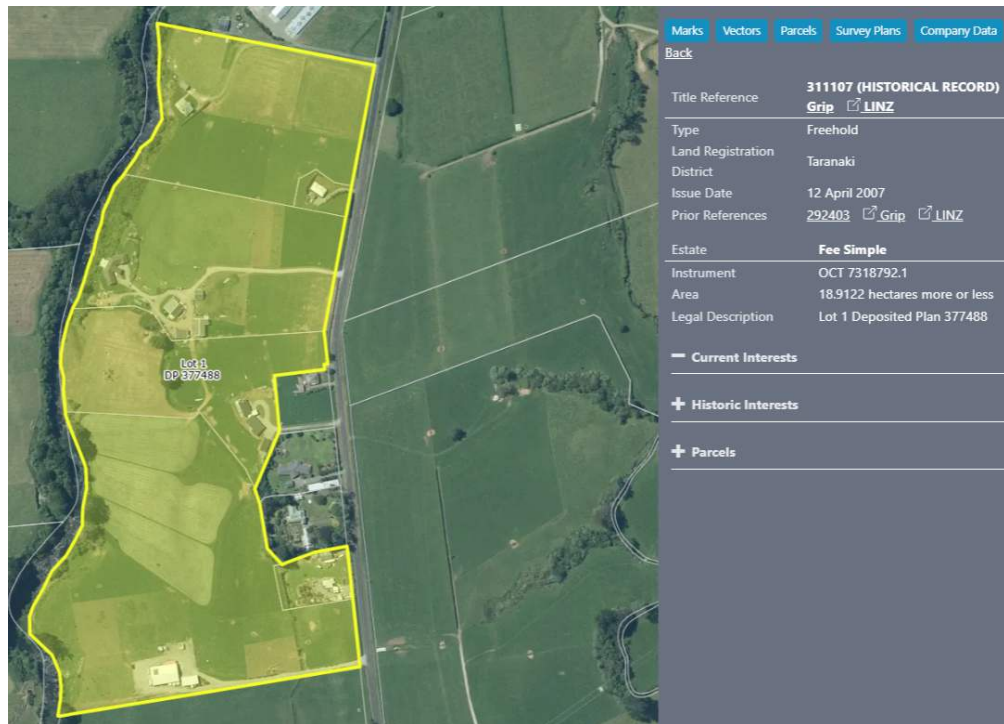 Marks Vectors Parcels Survey Plans Company Data
Back
Title Reference 311107 (HISTORICAL RECORD)
Grip LINZ
Type Freehold
Land Registration
District Taranaki
Issue Date 12 April 2007
Prior References 292403 Grip LINZ
Estate Fee Simple
Instrument OCT 7318792.1
Area 18.9122 hectares more or less
Legal Description Lot 1 Deposited Plan 377488
Current Interests
Historic Interests
Parcels
Lot 1
DP 377488